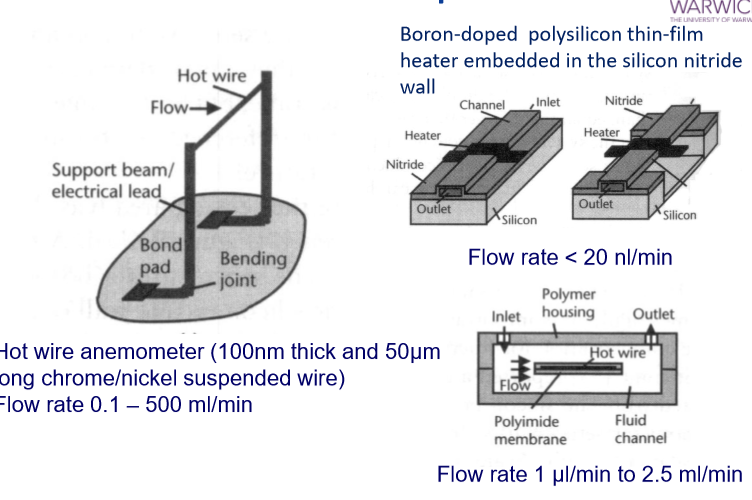 WARWIC
THE UNIVERSITY OF WARW
Boron-doped polysilicon thin-film
heater embedded in the silicon nitride
wall
Hot wire
Flow
Support beam/
electrical lead
Bond
pad
Bending
joint
Channel
Inlet
Heater
Nitride
Outlet
Silicon
Nitride
Heater
Outlet
Silicon
Flow rate < 20 nl/min
Polymer
housing
Inlet
Outlet
Hot wire
Flow
Polyimide
membrane
Fluid
channel
Hot wire anemometer (100nm thick and 50µm
ong chrome/nickel suspended wire)
Flow rate 0.1 – 500 ml/min
Flow rate 1 µl/min to 2.5 ml/min